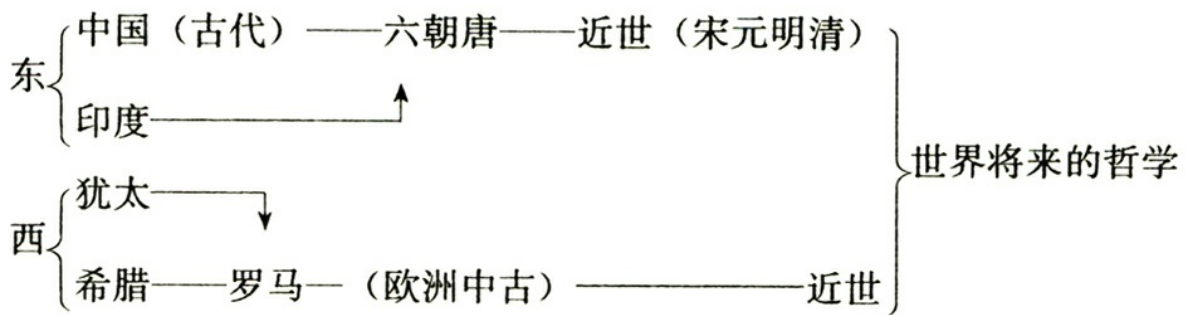 东
中国（古代）——六朝唐——近世（宋元明清）
印度
世界将来的哲学
犹太
西
希腊——罗马—（欧洲中古）————近世